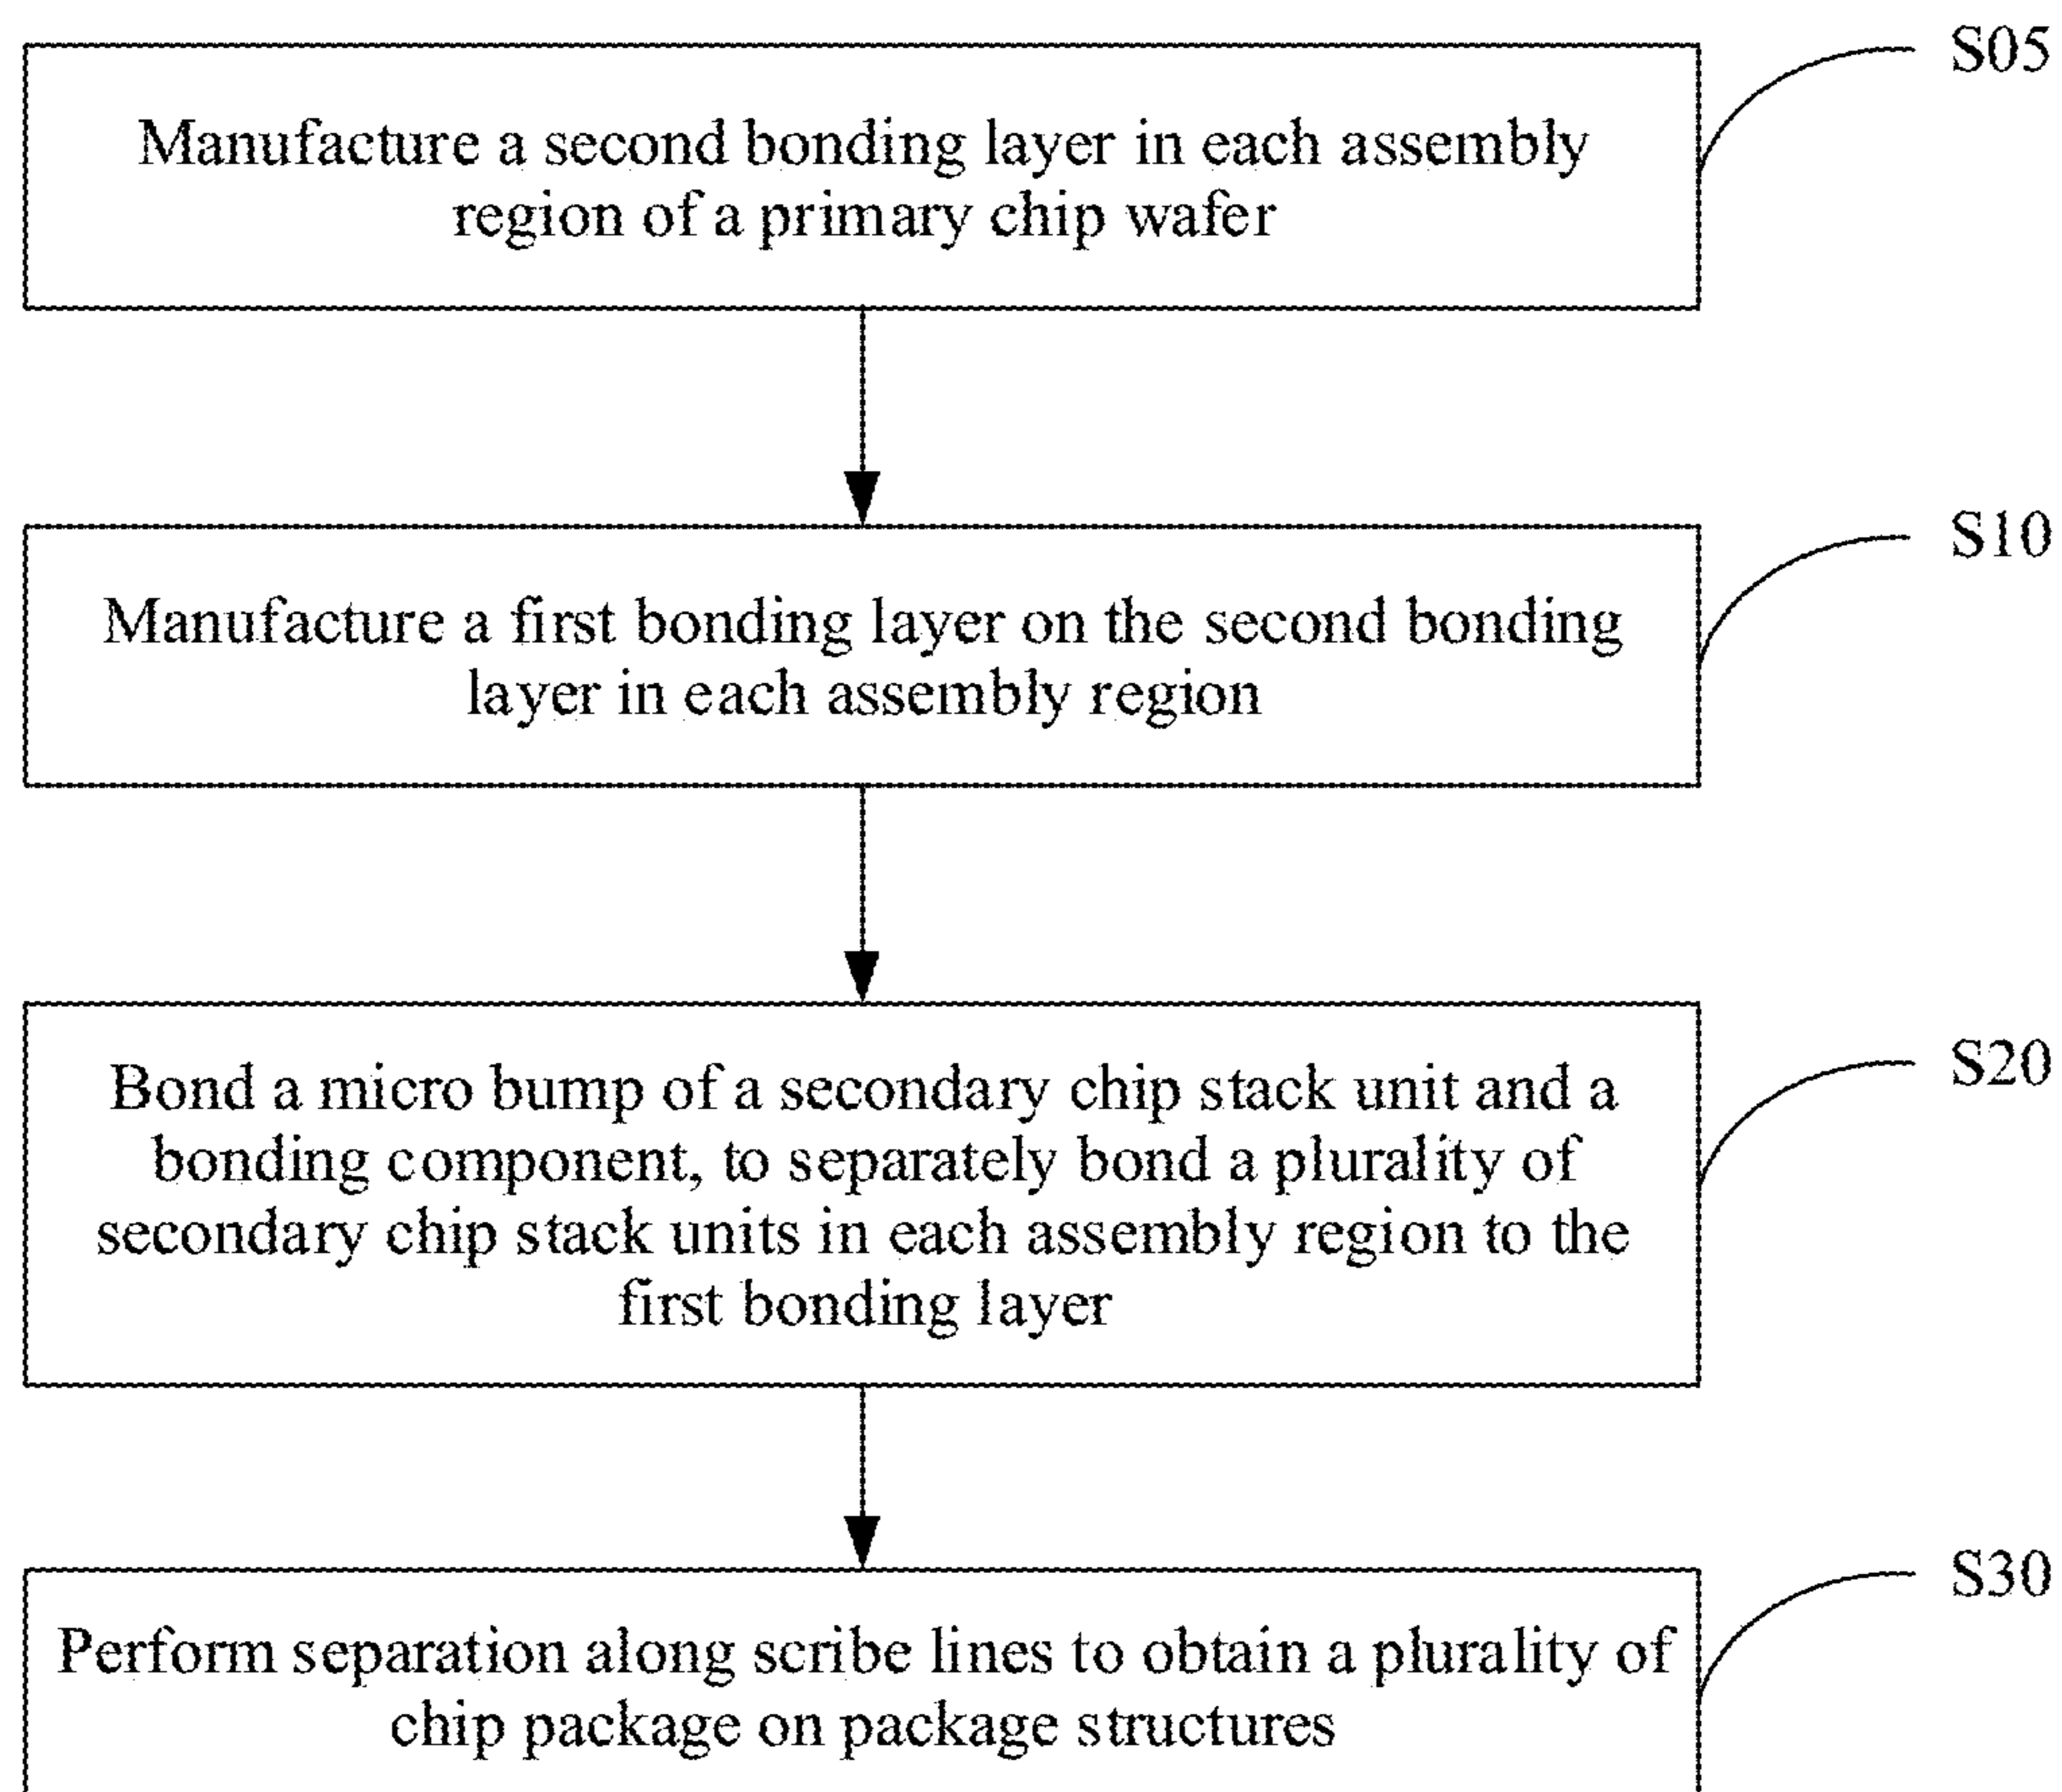 S05
Manufacture a second bonding layer in each assembly
region of a primary chip wafer
S10
Manufacture a first bonding layer on the second bonding
layer in each assembly region
S20
Bond a micro bump of a secondary chip stack unit and a
bonding component, to separately bond a plurality of
secondary chip stack units in each assembly region to the
first bonding layer
S30
Perform separation along scribe lines to obtain a plurality of
chip package on package structures